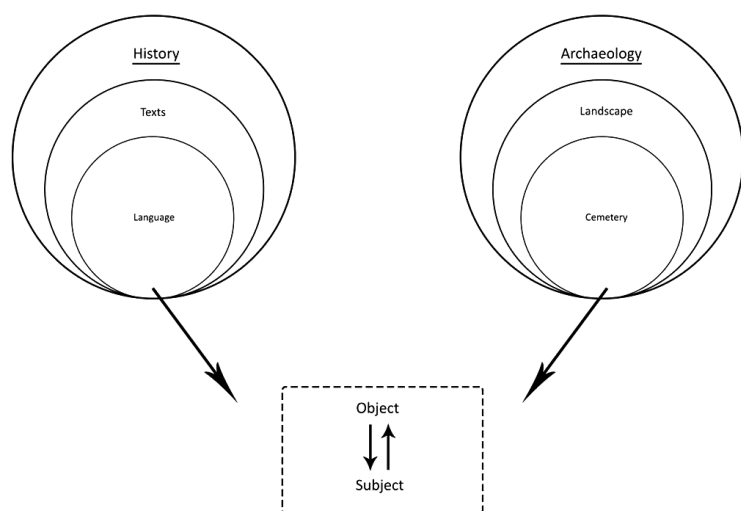 History
Texts
Language
Archaeology
Landscape
Cemetery
Object
Subject